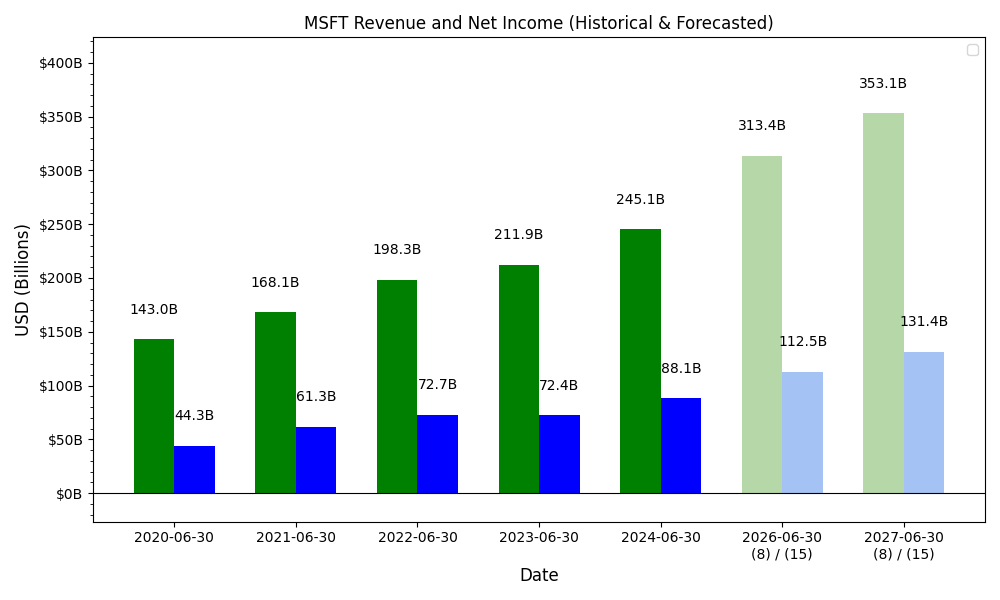 MSFT Revenue and Net Income (Historical & Forecasted)
$400B
$350B
$300B
$250B
$200B
$150B
$100B
$50B
$0B
USD (Billions)
143.0B
44.3B
168.1B
61.3B
198.3B
72.7B
211.9B
72.4B
245.1B
88.1B
313.4B
112.5B
353.1B
131.4B
2020-06-30
2021-06-30
2022-06-30
2023-06-30
2024-06-30
2026-06-30
(8) / (15)
2027-06-30
(8) / (15)
Date